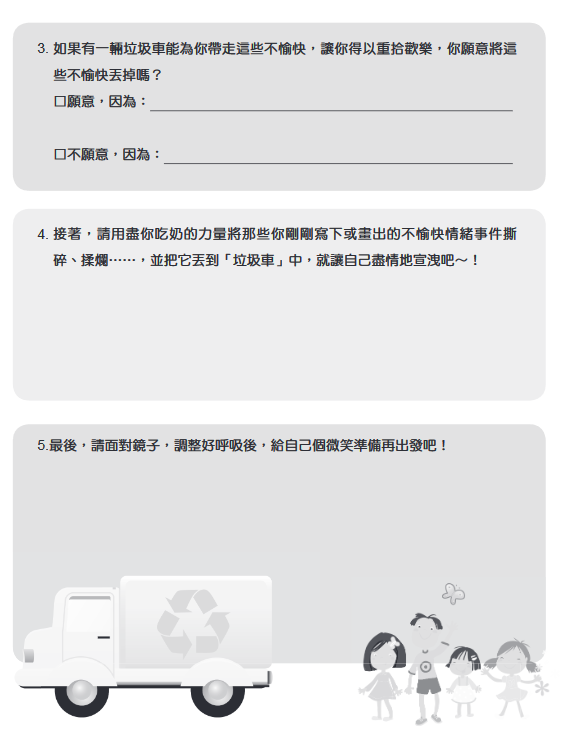 3. 如果有一輛垃圾車能為你帶走這些不愉快，讓你得以重拾歡樂，你願意將這
些不愉快丟掉嗎？
□願意，因為：
□不願意，因為：
4. 接著，請用盡你吃奶的力量將那些你剛剛寫下或畫出的不愉快情緒事件撕
碎、揉爛……，並把它丟到「垃圾車」中，就讓自己盡情地宣洩吧～！
5.最後，請面對鏡子，調整好呼吸後，給自己個微笑準備再出發吧！